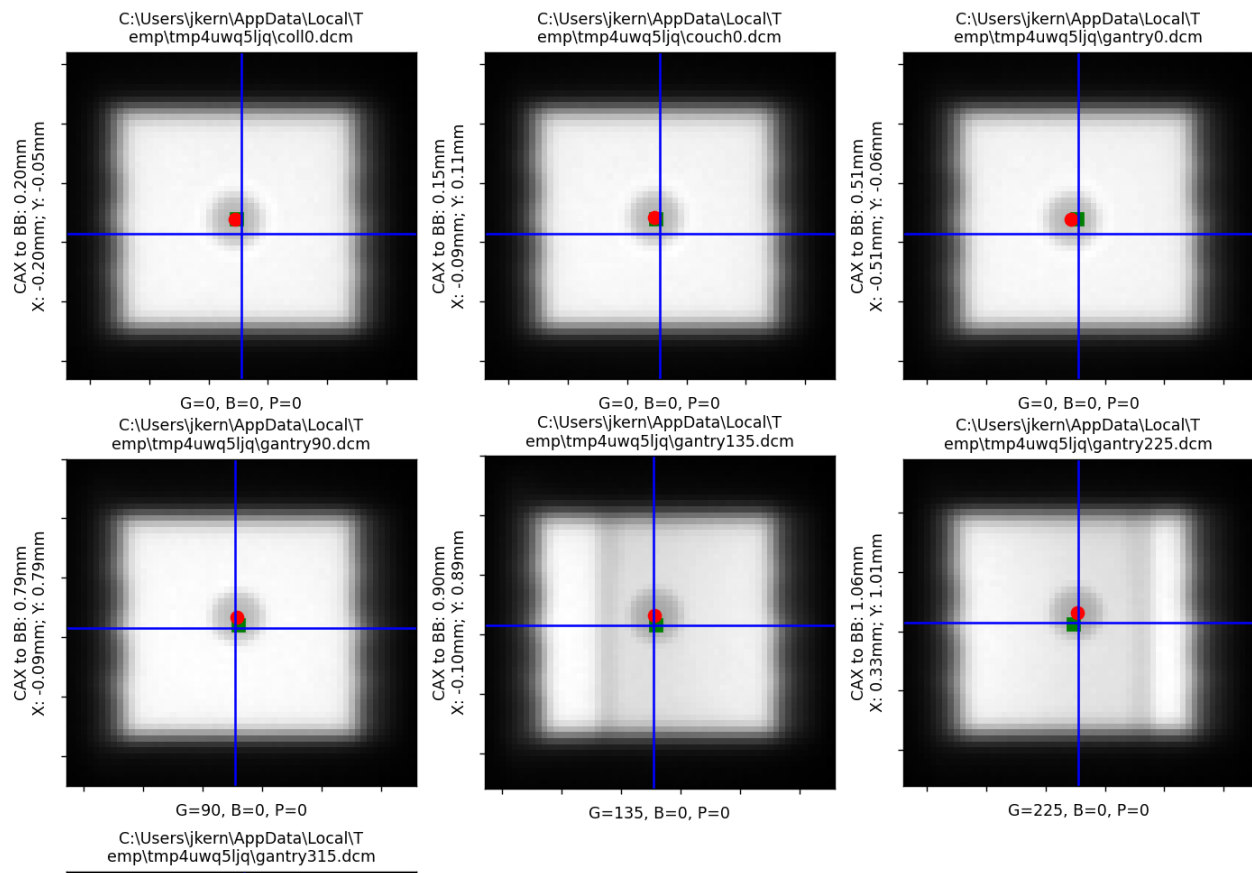 C:\Users\jkern\AppData\Local\T
emp\tmp4uwq5ljq\coll0.dcm
CAX to BB: 0.20mm
X: -0.20mm; Y: -0.05mm
G=0, B=0, P=0
C:\Users\jkern\AppData\Local\T
emp\tmp4uwq5ljq\couch0.dcm
CAX to BB: 0.15mm
X: -0.09mm; Y: 0.11mm
G=0, B=0, P=0
C:\Users\jkern\AppData\Local\T
emp\tmp4uwq5ljq\gantry0.dcm
CAX to BB: 0.51mm
X: -0.51mm; Y: -0.06mm
G=0, B=0, P=0
C:\Users\jkern\AppData\Local\T
emp\tmp4uwq5ljq\gantry90.dcm
CAX to BB: 0.79mm
X: -0.09mm; Y: 0.79mm
G=90, B=0, P=0
C:\Users\jkern\AppData\Local\T
emp\tmp4uwq5ljq\gantry135.dcm
CAX to BB: 0.90mm
X: -0.10mm; Y: 0.89mm
G=135, B=0, P=0
C:\Users\jkern\AppData\Local\T
emp\tmp4uwq5ljq\gantry225.dcm
CAX to BB: 1.06mm
X: 0.33mm; Y: 1.01mm
G=225, B=0, P=0
C:\Users\jkern\AppData\Local\T
emp\tmp4uwq5ljq\gantry315.dcm